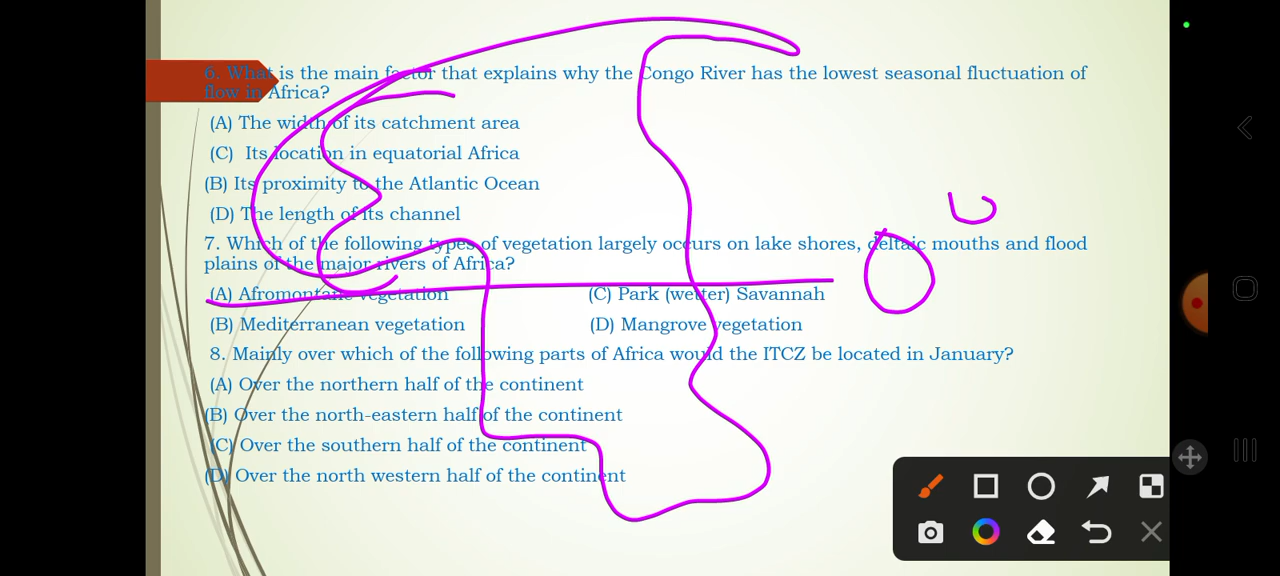 6. What is the main factor that explains why the Congo River has the lowest seasonal fluctuation of
flow in Africa?
(A) The width of its catchment area
(C) Its location in equatorial Africa
(B) Its proximity to the Atlantic Ocean
(D) The length of its channel
7. Which of the following types of vegetation largely occurs on lake shores, deltaic mouths and flood
plains of the major rivers of Africa?
(A) Afromontane vegetation (C) Park (wetter) Savannah
(B) Mediterranean vegetation (D) Mangrove vegetation
8. Mainly over which of the following parts of Africa would the ITCZ be located in January?
(A) Over the northern half of the continent
(B) Over the north-eastern half of the continent
(C) Over the southern half of the continent
(D) Over the north western half of the continent